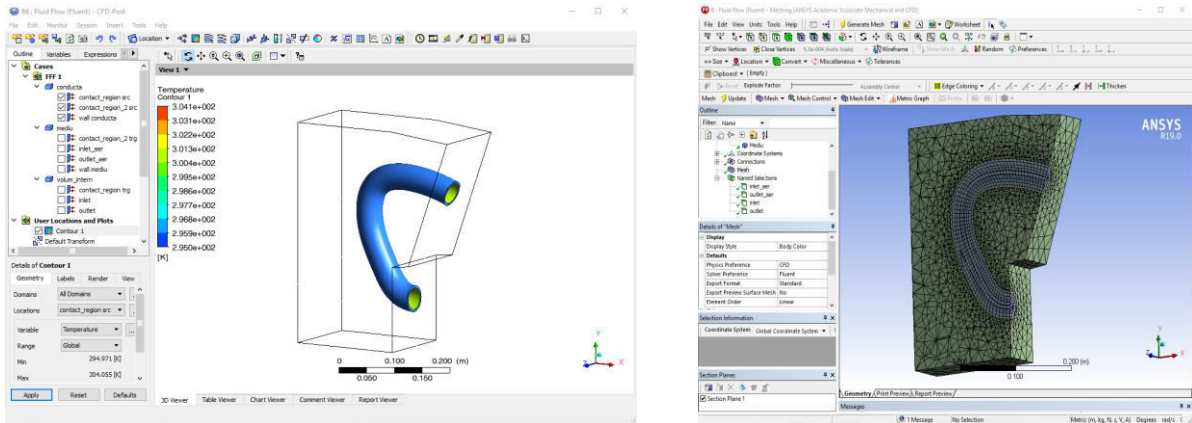 B8 : Fluid Flow (Fluent) - CFD-Post
File Edit Monitor Session Insert Tools Help
Location
Outline Variables Expressions
Cases
FFF 1
conducta
contact_region src
contact_region_2 src
wall conducta
mediu
contact_region_2 trg
inlet_aer
outlet_aer
wall mediu
volum_intern
contact_region trg
inlet
outlet
User Locations and Plots
Contour 1
Default Transform
Details of Contour 1
Geometry Labels Render View
Domains All Domains
Locations contact_region src
Variable Temperature
Range Global
Min 294.971 [K]
Max 304.055 [K]
Apply Reset Defaults
View 1
Temperature
Contour 1
3.041e+002
3.031e+002
3.022e+002
3.013e+002
3.004e+002
2.995e+002
2.986e+002
2.977e+002
2.968e+002
2.959e+002
2.950e+002
[K]
0 0.100 0.200 (m)
0.050 0.150
Y
Z X
3D Viewer Table Viewer Chart Viewer Comment Viewer Report Viewer
B : Fluid Flow (Fluent) - Meshing [ANSYS Academic Associate Mechanical and CFD]
File Edit View Units Tools Help Generate Mesh Worksheet
Show Vertices Close Vertices (Auto Scale) Wireframe Show Mesh Random Preferences
Size Location Convert Miscellaneous Tolerances
Clipboard [Empty]
Reset Explode Factor: Assembly Center Edge Coloring Thicken
Mesh Update Mesh Mesh Control Mesh Edit Metric Graph
Outline
Filter: Name
Mediu
Coordinate Systems
Connections
Mesh
Named Selections
inlet_aer
outlet_aer
inlet
outlet
Details of "Mesh"
Display
Display Style Body Color
Defaults
Physics Preference CFD
Solver Preference Fluent
Export Format Standard
Export Preview Surface Mesh No
Element Order Linear
Selection Information
Coordinate System: Global Coordinate System
Section Planes
Section Plane 1
ANSYS
R19.0
0.200 (m)
0.100
Y
Z X
Geometry Print Preview Report Preview
Messages
1 Message No Selection Metric (m, kg, N, s, V, A) Degrees rad/s